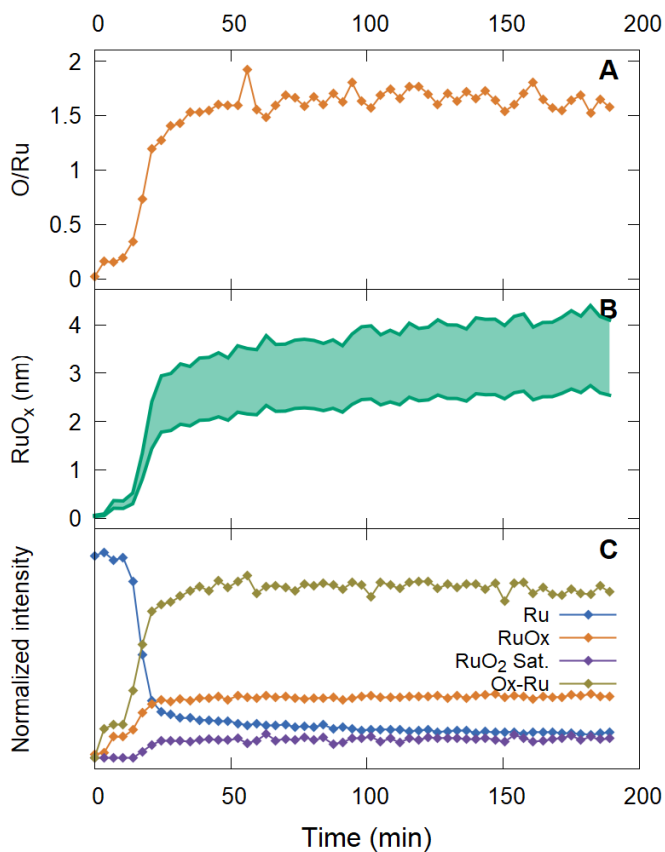 0 50 100 150 200
A
O/Ru
2
1.5
1
0.5
0
B
RuOx (nm)
4
3
2
1
0
C
Normalized intensity
Ru
RuOx
RuO2 Sat.
Ox-Ru
0 50 100 150 200
Time (min)